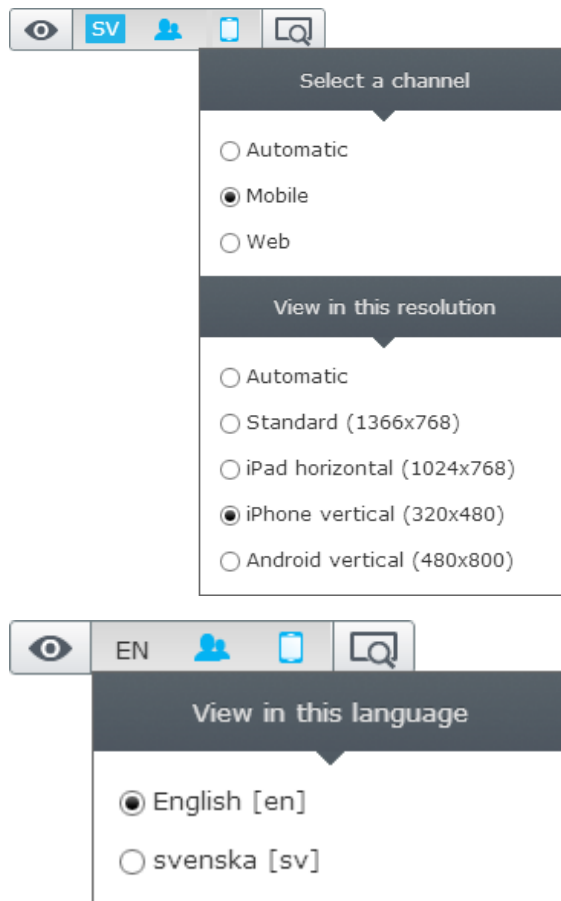 SV
Select a channel
Automatic
Mobile
Web
View in this resolution
Automatic
Standard (1366x768)
iPad horizontal (1024x768)
iPhone vertical (320x480)
Android vertical (480x800)
EN
View in this language
English [en]
svenska [sv]